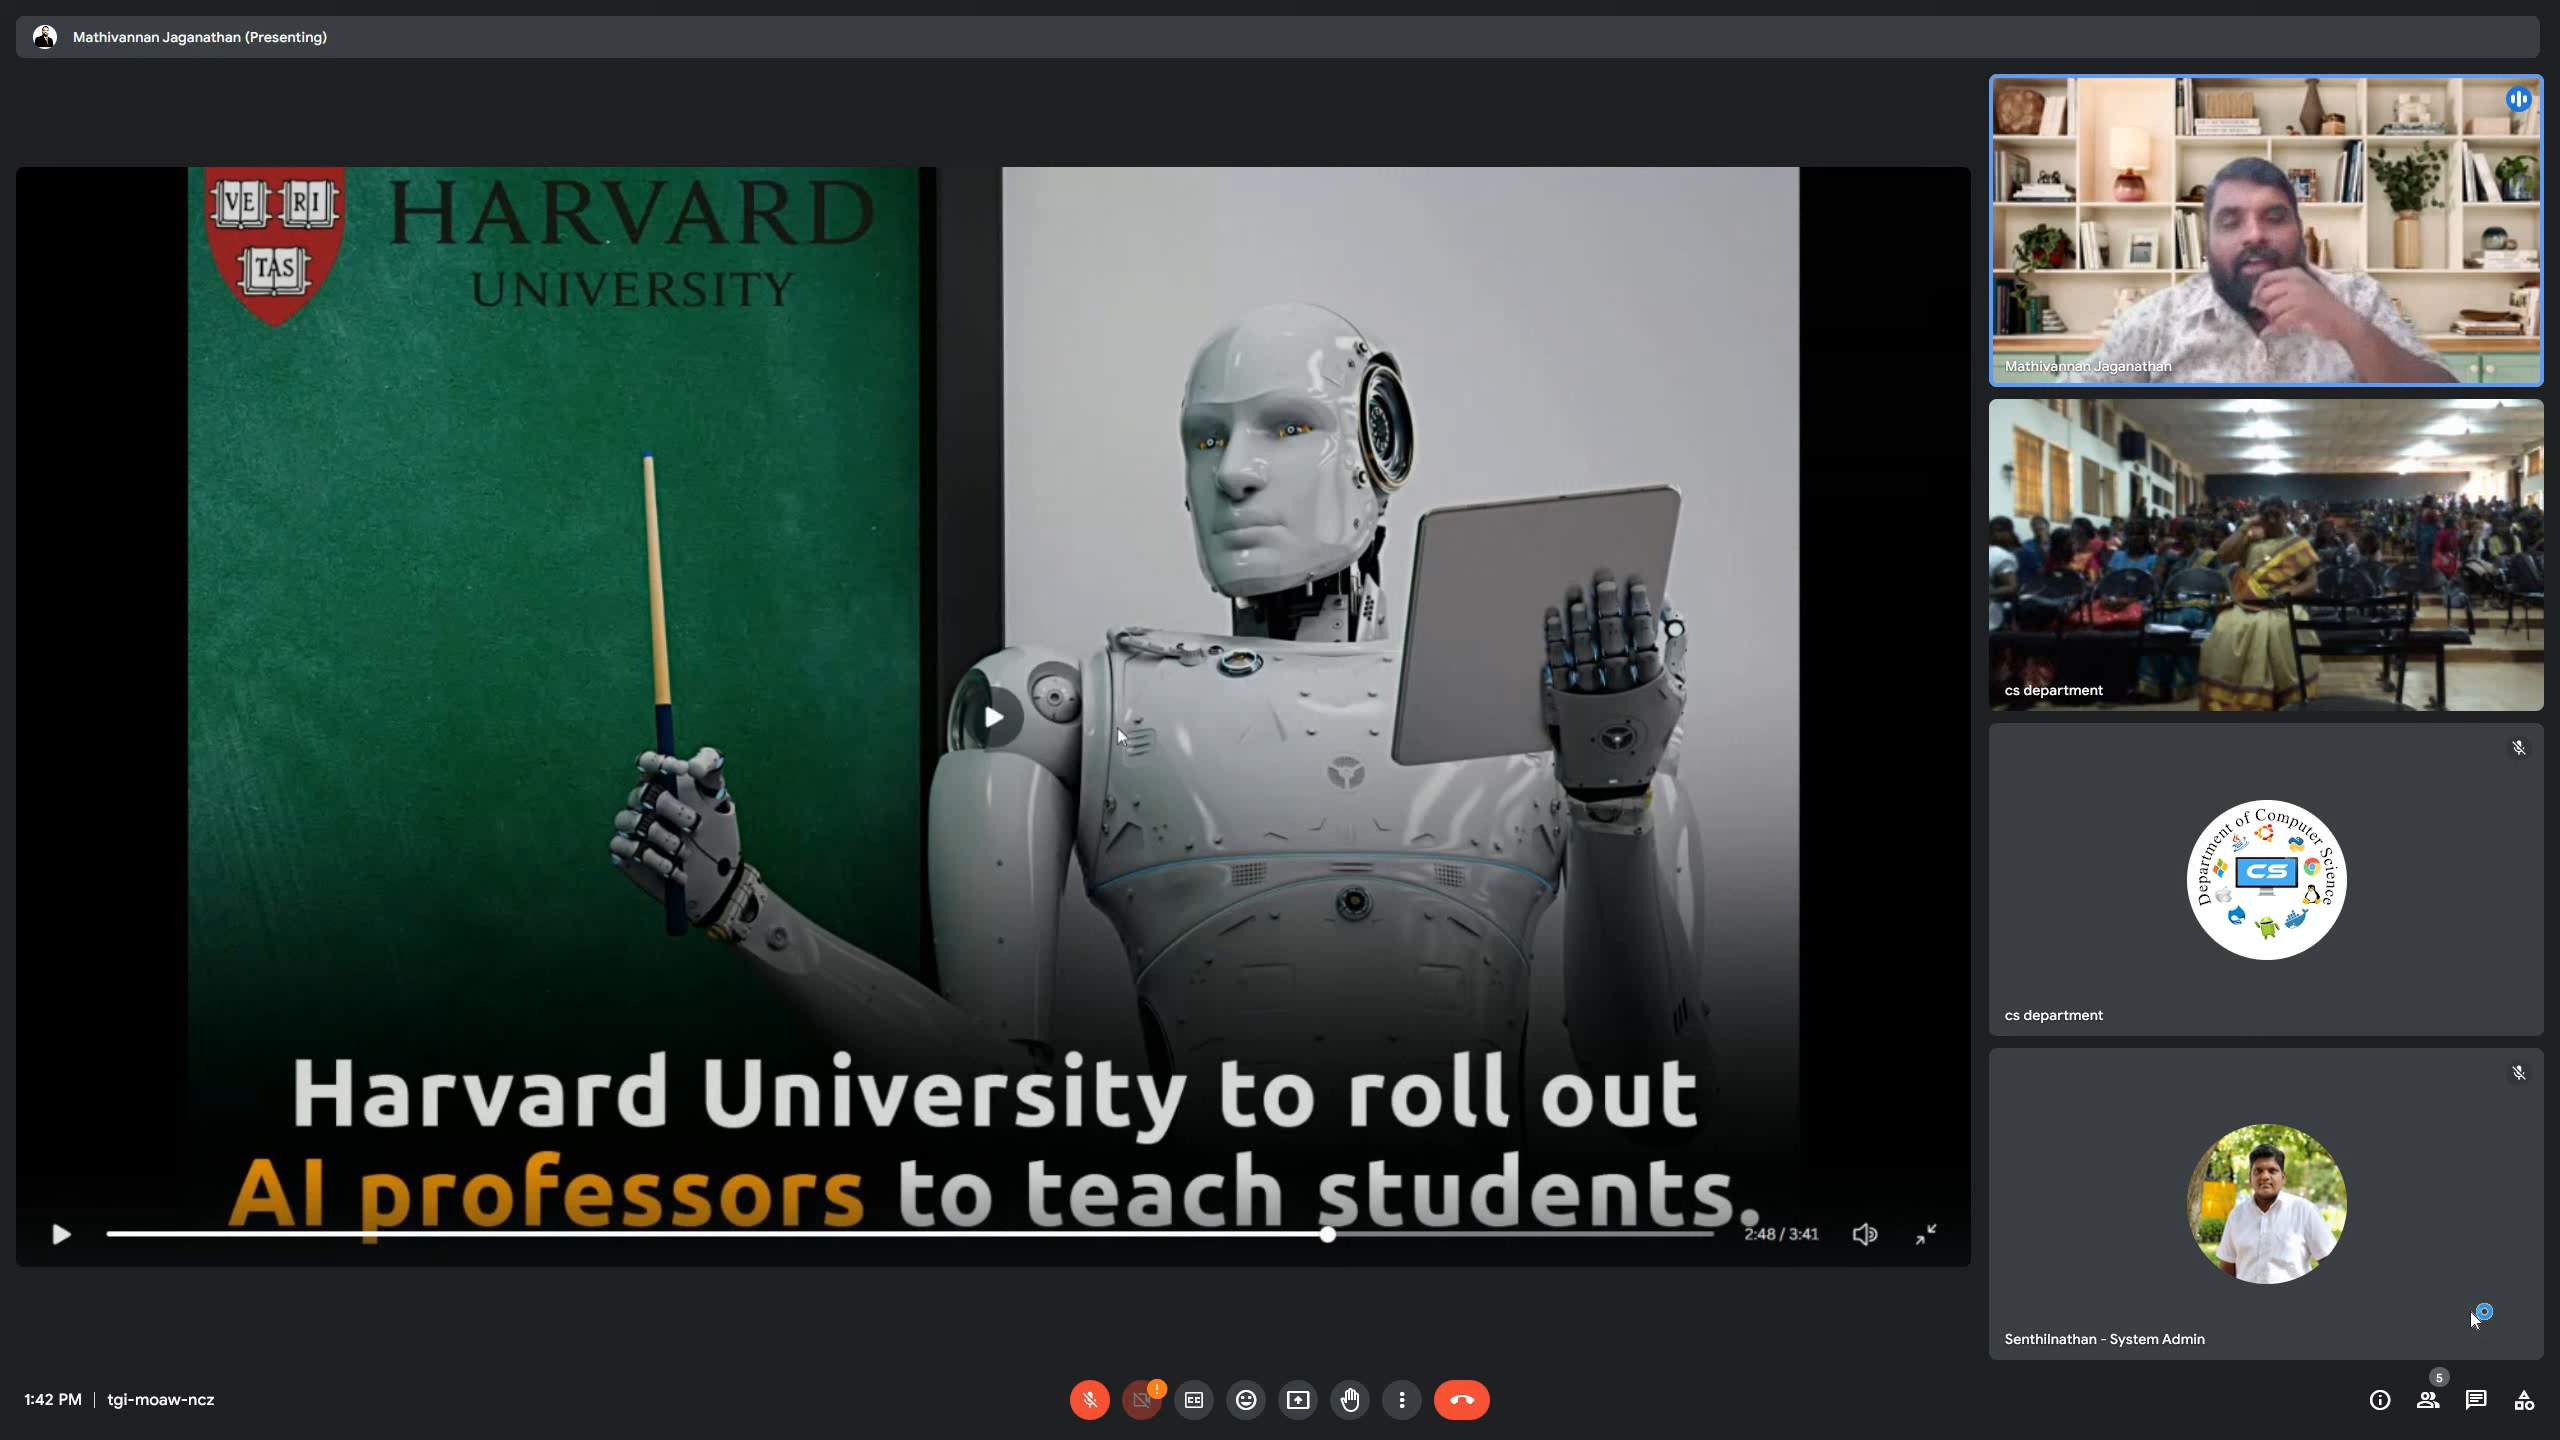 Mathivannan Jaganathan (Presenting)
VE RI
TAS
HARVARD
UNIVERSITY
Harvard University to roll out
AI professors to teach students.
2:48 / 3:41
Mathivannan Jaganathan
cs department
Department of Computer Science
CS
cs department
Senthilnathan - System Admin
1:42 PM | tgi-moaw-ncz
CC
!
5